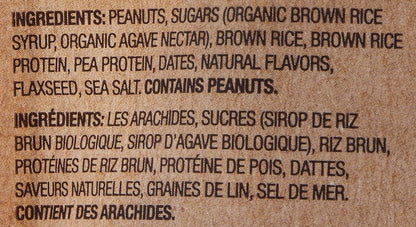 INGREDIENTS: PEANUTS, SUGARS (ORGANIC BROWN RICE
SYRUP, ORGANIC AGAVE NECTAR), BROWN RICE, BROWN RICE
PROTEIN, PEA PROTEIN, DATES, NATURAL FLAVORS,
FLAXSEED, SEA SALT. CONTAINS PEANUTS.
INGRÉDIENTS: LES ARACHIDES, SUCRES (SIROP DE RIZ
BRUN BIOLOGIQUE, SIROP D'AGAVE BIOLOGIQUE), RIZ BRUN,
PROTÉINES DE RIZ BRUN, PROTÉINE DE POIS, DATTES,
SAVEURS NATURELLES, GRAINES DE LIN, SEL DE MER.
CONTIENT DES ARACHIDES.